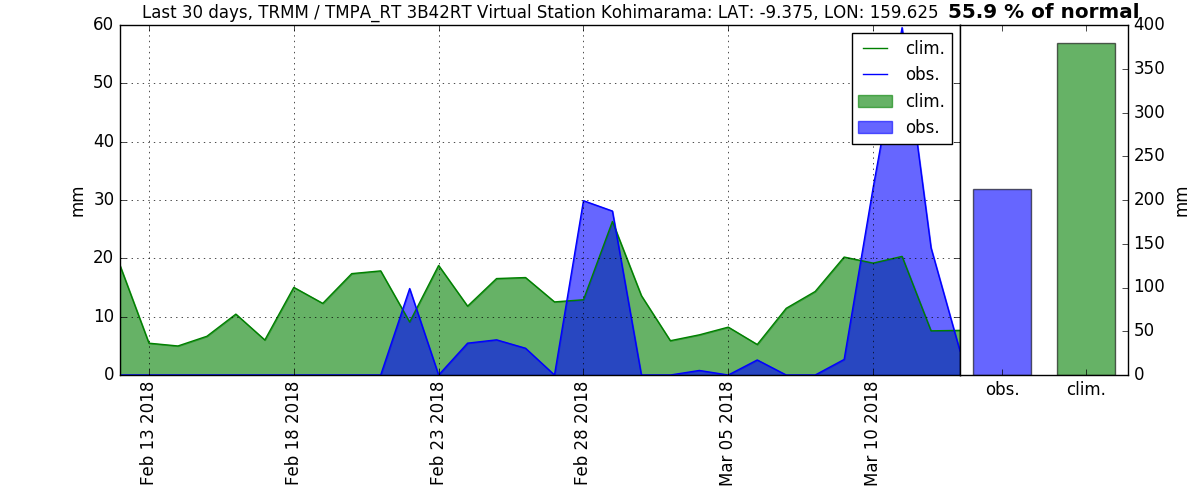 Last 30 days, TRMM / TMPA_RT 3B42RT Virtual Station Kohimarama: LAT: -9.375, LON: 159.625 55.9 % of normal
60
50
40
30
20
10
0
mm
clim.
obs.
clim.
obs.
Feb 13 2018
Feb 18 2018
Feb 23 2018
Feb 28 2018
Mar 05 2018
Mar 10 2018
400
350
300
250
200
150
100
50
0
mm
obs. clim.